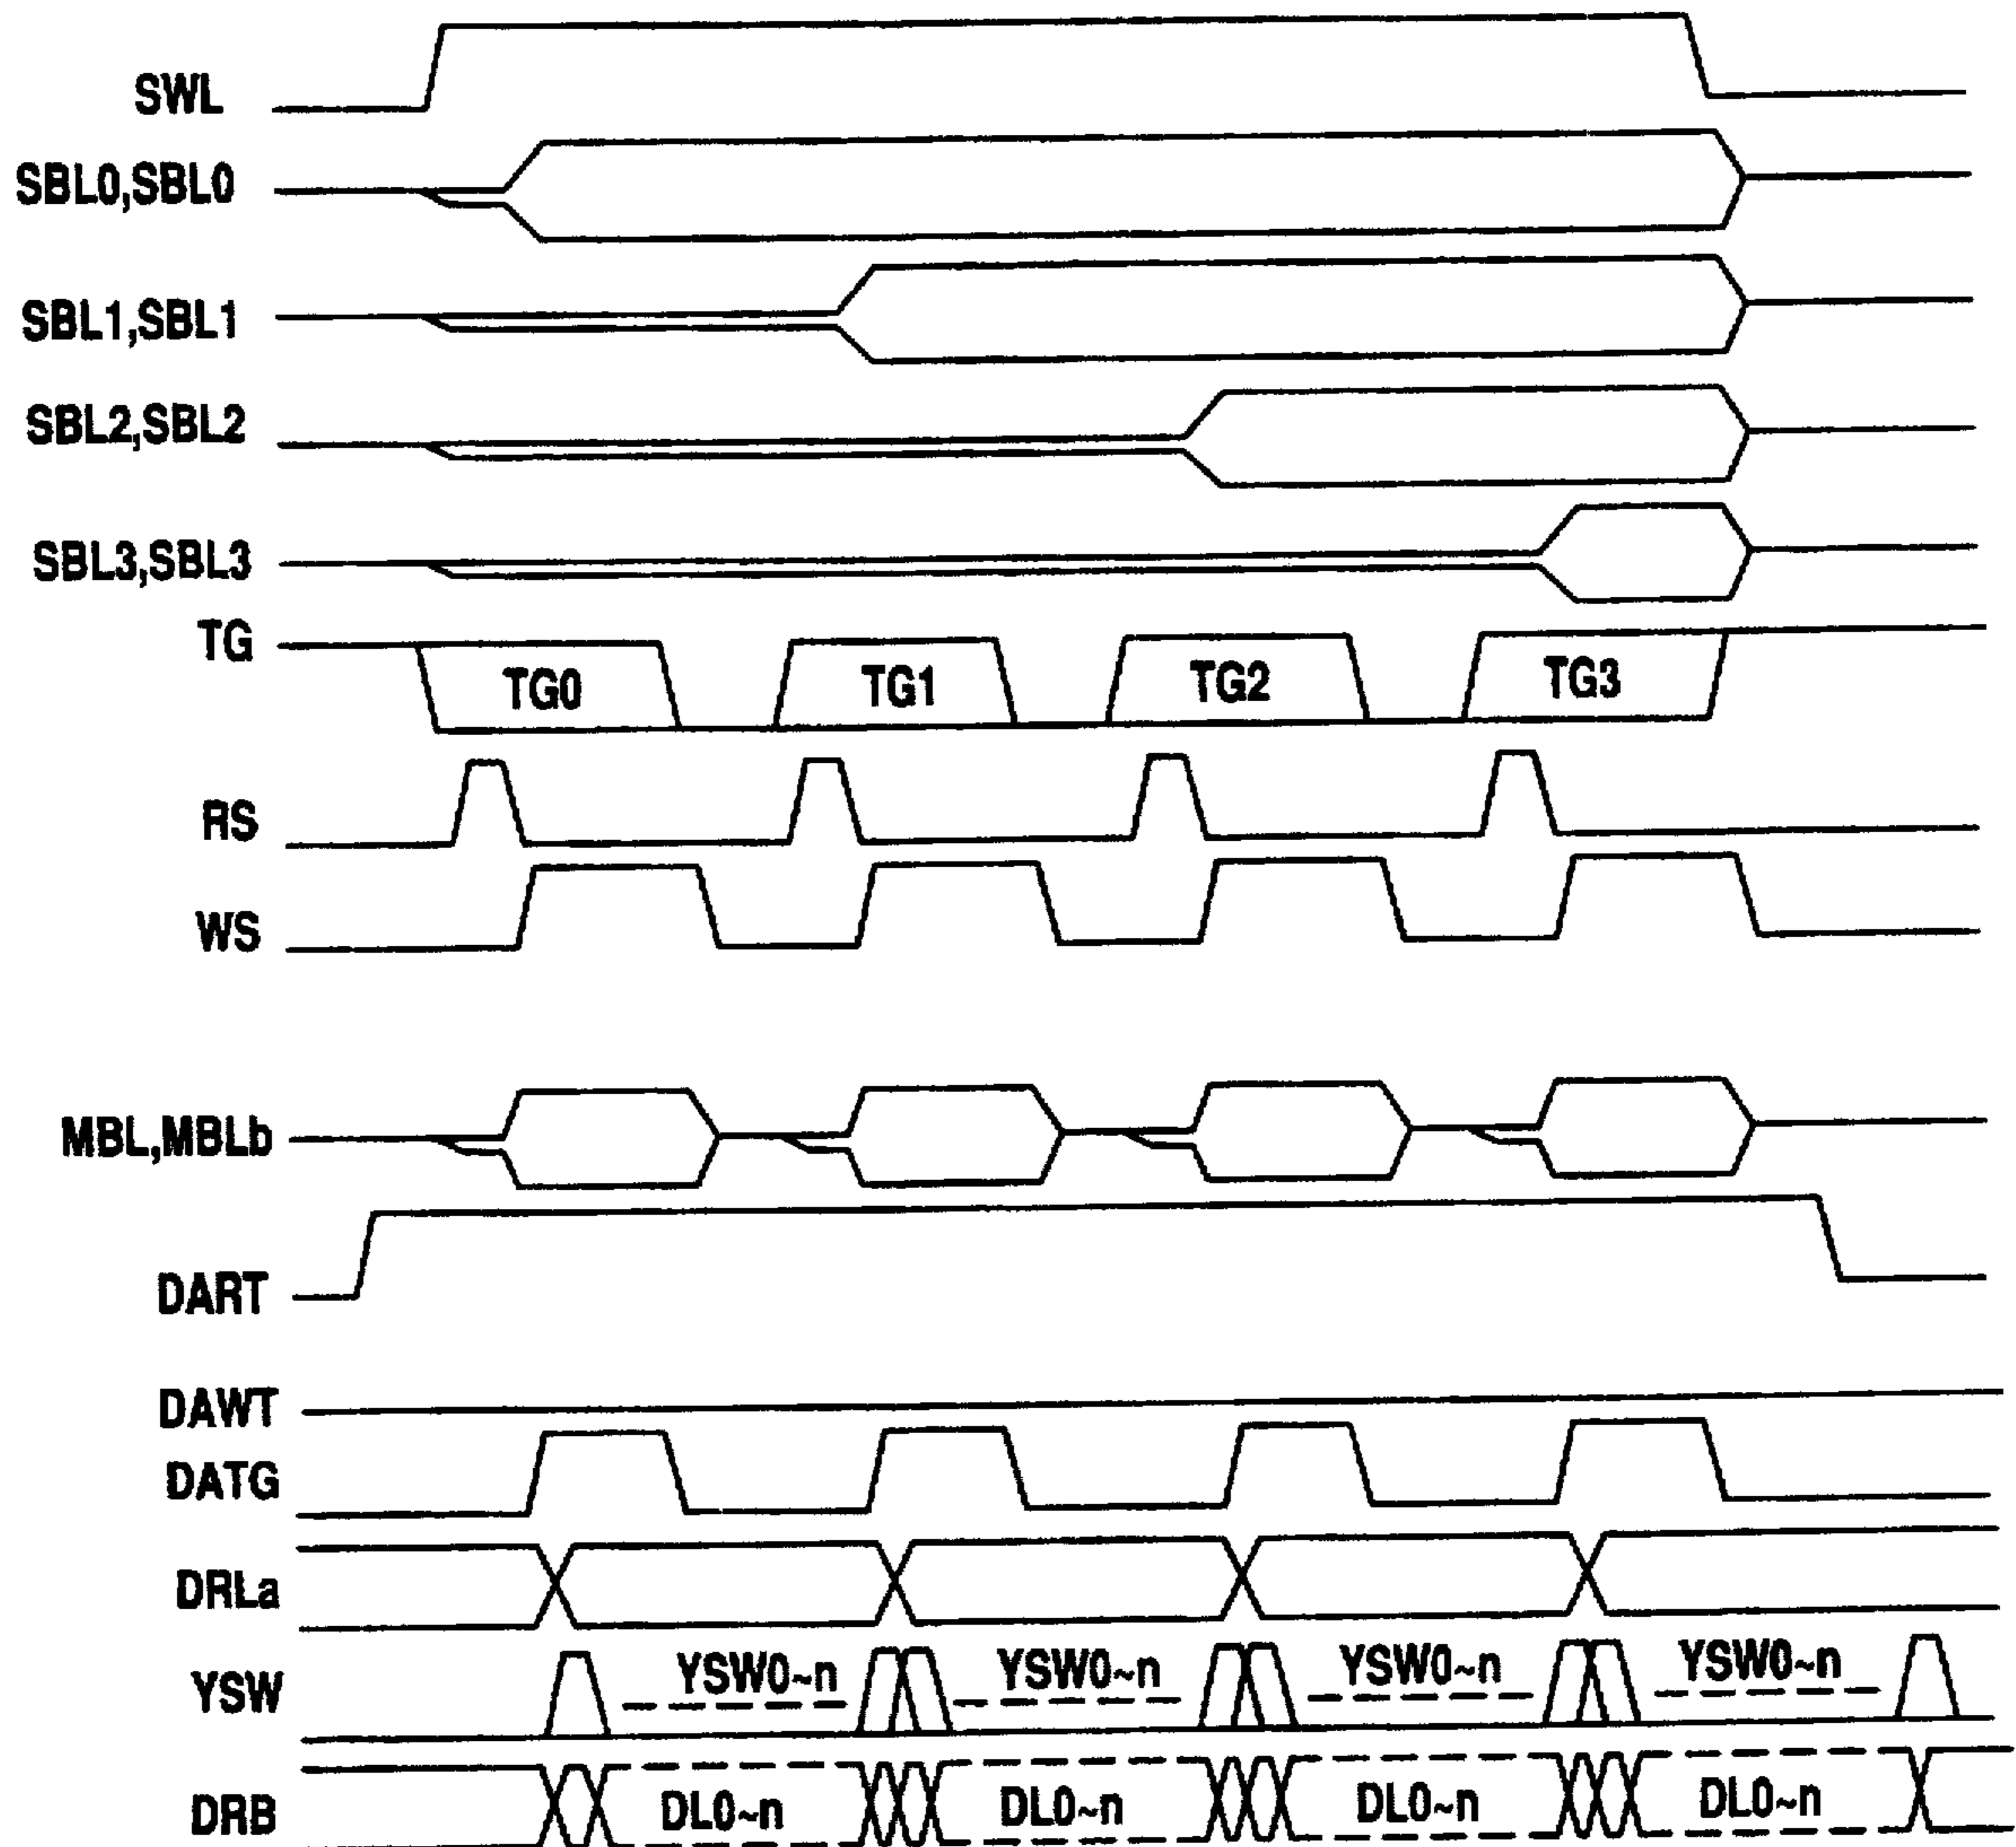 SWL
SBL0,SBL0
SBL1,SBL1
SBL2,SBL2
SBL3,SBL3
TG
TG0 TG1 TG2 TG3
RS
WS
MBL,MBLb
DART
DAWT
DATG
DRLa
YSW YSW0~n YSW0~n YSW0~n YSW0~n
DRB DL0~n DL0~n DL0~n DL0~n